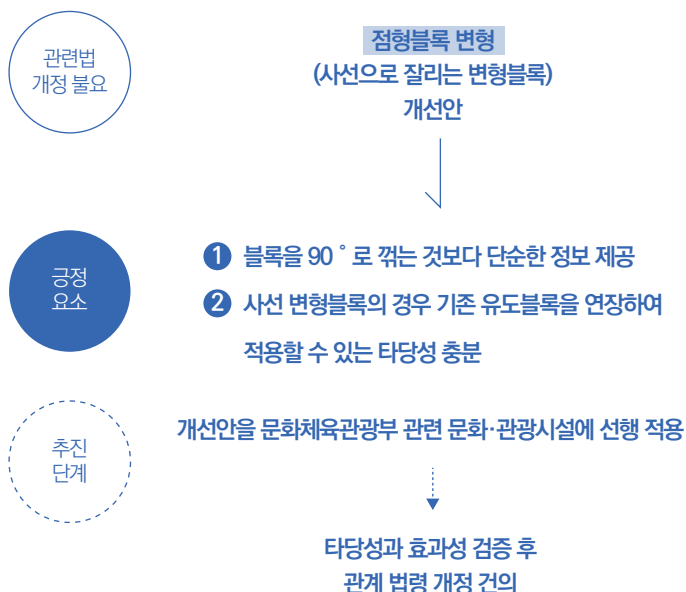 관련법
개정 불요
점형블록 변형
(사선으로 잘리는 변형블록)
개선안
긍정
요소
1 블록을 90 ˚ 로 꺾는 것보다 단순한 정보 제공
2 사선 변형블록의 경우 기존 유도블록을 연장하여
적용할 수 있는 타당성 충분
추진
단계
개선안을 문화체육관광부 관련 문화·관광시설에 선행 적용
타당성과 효과성 검증 후
관계 법령 개정 건의